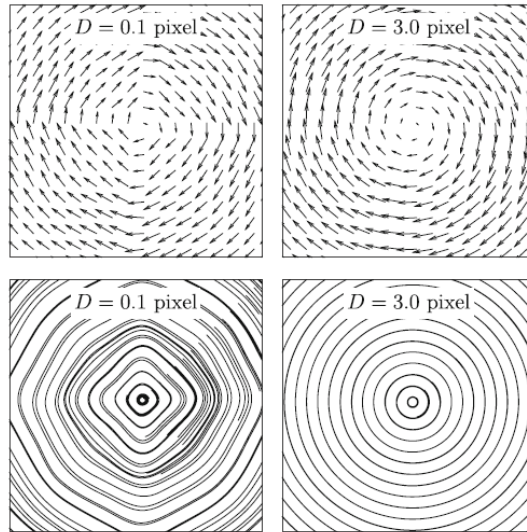 D = 0.1 pixel
D = 3.0 pixel
D = 0.1 pixel
D = 3.0 pixel